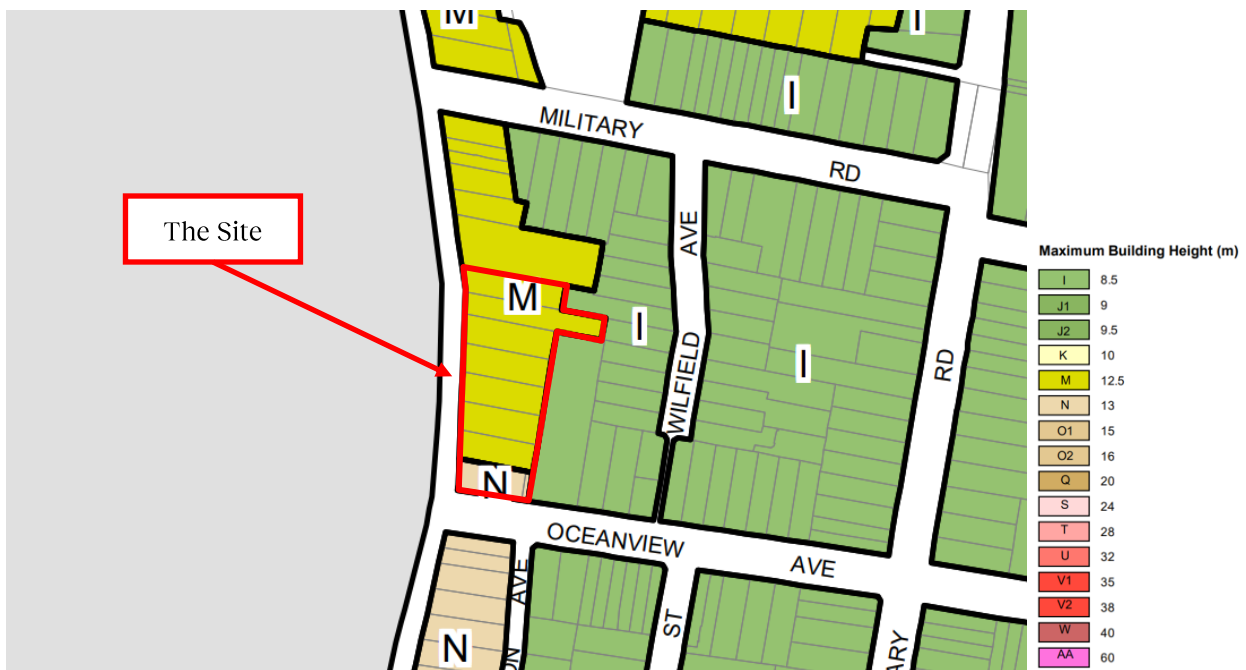 M
I
I
MILITARY
RD
The Site
AVE
M
I
I
WILFIELD
RD
N
OCEANVIEW
AVE
AVE
ON
ST
ARY
N
Maximum Building Height (m)
I 8.5
J1 9
J2 9.5
K 10
M 12.5
N 13
O1 15
O2 16
Q 20
S 24
T 28
U 32
V1 35
V2 38
W 40
AA 60